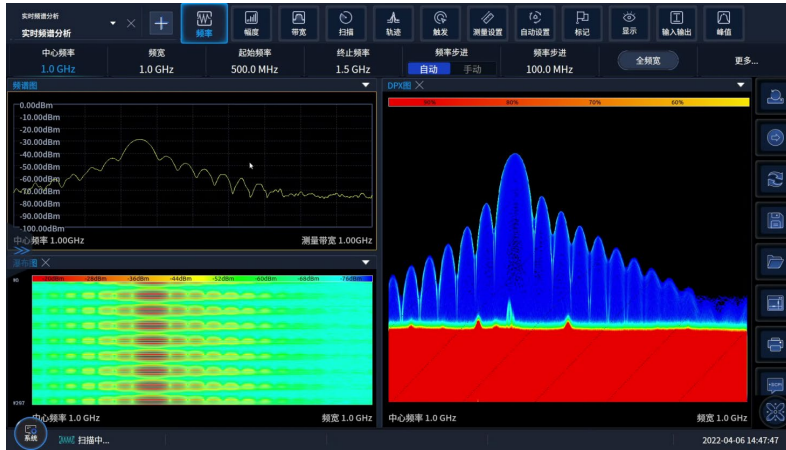 实时频谱分析
实时频谱分析
频率
幅度
带宽
扫描
轨迹
触发
测量设置
自动设置
标记
显示
输入输出
峰值
中心频率
1.0 GHz
频宽
1.0 GHz
起始频率
500.0 MHz
终止频率
1.5 GHz
频率步进
自动 手动
频率步进
100.0 MHz
全频宽
更多...
频谱图
0.00dBm
-10.00dBm
-20.00dBm
-30.00dBm
-40.00dBm
-50.00dBm
-60.00dBm
-70.00dBm
-80.00dBm
-90.00dBm
-100.00dBm
中心频率 1.00GHz
测量带宽 1.00GHz
瀑布图
-28dBm -36dBm -44dBm -52dBm -60dBm -68dBm -76dBm
#0
#297
中心频率 1.0 GHz
频宽 1.0 GHz
DPX图
80% 70% 60%
中心频率 1.0 GHz
频宽 1.0 GHz
SCPI
系统
扫描中...
2022-04-06 14:47:47